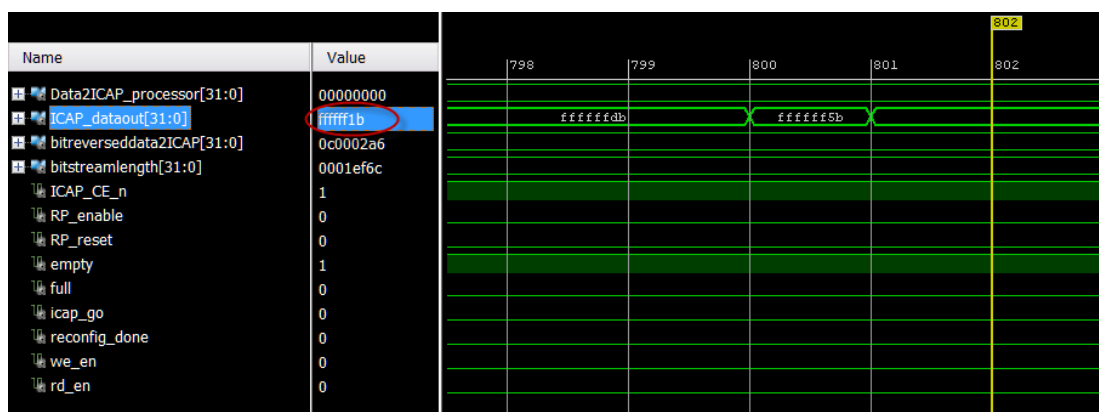 802
Name Value 798 799 800 801 802
Data2ICAP_processor[31:0] 00000000
ICAP_dataout[31:0] ffffff1b ffffffdb ffffff5b
bitreverseddata2ICAP[31:0] 0c0002a6
bitstreamlength[31:0] 0001ef6c
ICAP_CE_n 1
RP_enable 0
RP_reset 0
empty 1
full 0
icap_go 0
reconfig_done 0
we_en 0
rd_en 0